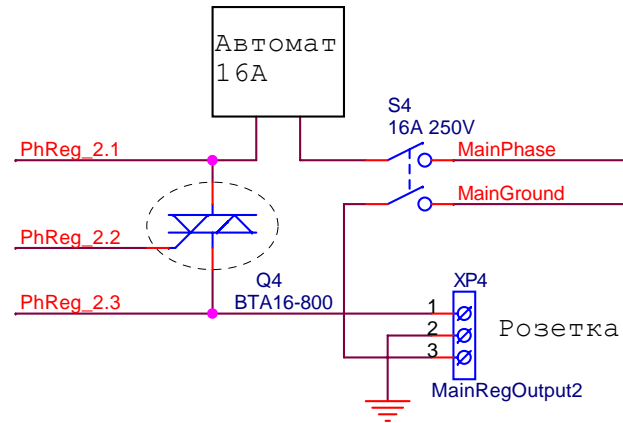 Автомат
16А
S4
16A 250V
PhReg_2.1
MainPhase
MainGround
PhReg_2.2
Q4
BTA16-800
XP4
PhReg_2.3
1
2
3
Розетка
MainRegOutput2